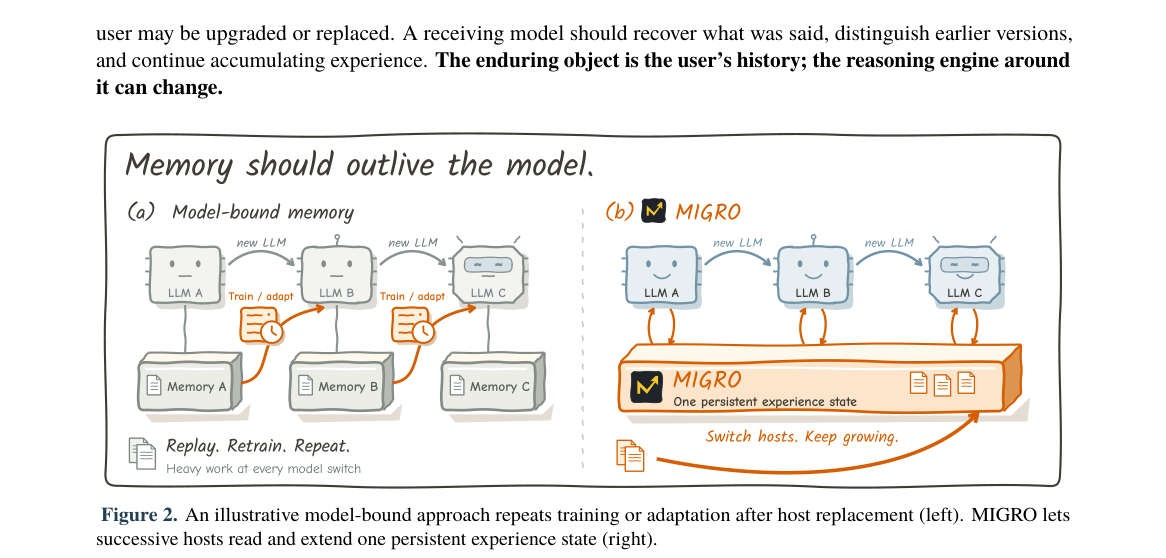 user may be upgraded or replaced. A receiving model should recover what was said, distinguish earlier versions,
and continue accumulating experience. The enduring object is the user's history; the reasoning engine around
it can change.
Memory should outlive the model.
(a) Model-bound memory
new LLM
new LLM
LLM A
LLM B
LLM C
Train / adapt
Train / adapt
Memory A
Memory B
Memory C
Replay. Retrain. Repeat.
Heavy work at every model switch
(b) MIGRO
new LLM
new LLM
LLM A
LLM B
LLM C
MIGRO
One persistent experience state
Switch hosts. Keep growing.
Figure 2. An illustrative model-bound approach repeats training or adaptation after host replacement (left). MIGRO lets
successive hosts read and extend one persistent experience state (right).